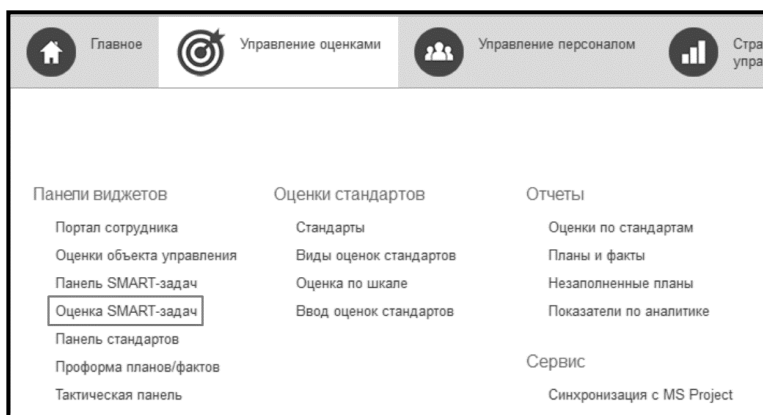 Главное
Управление оценками
Управление персоналом
Стра
упра
Панели виджетов
Портал сотрудника
Оценки объекта управления
Панель SMART-задач
Оценка SMART-задач
Панель стандартов
Проформа планов/фактов
Тактическая панель
Оценки стандартов
Стандарты
Виды оценок стандартов
Оценка по шкале
Ввод оценок стандартов
Отчеты
Оценки по стандартам
Планы и факты
Незаполненные планы
Показатели по аналитике
Сервис
Синхронизация с MS Project